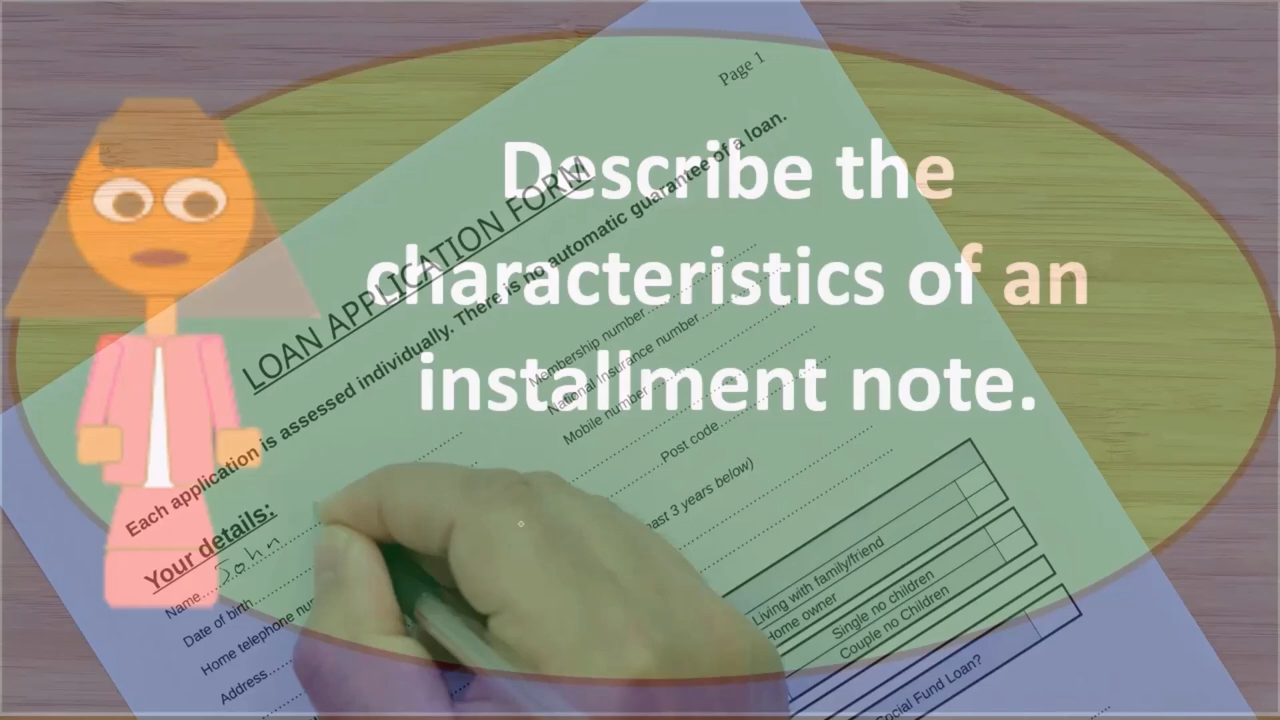 Describe the
characteristics of an
installment note.
Page 1
LOAN APPLICATION FORM
Each application is assessed individually. There is no automatic guarantee of a loan.
Your details:
Name.....John
Date of birth
Home telephone
Address
Membership number
National Insurance number
Mobile number
Post code
past 3 years below)
Living with family/friend
Home owner
Single no children
Couple no Children
Social Fund Loan?